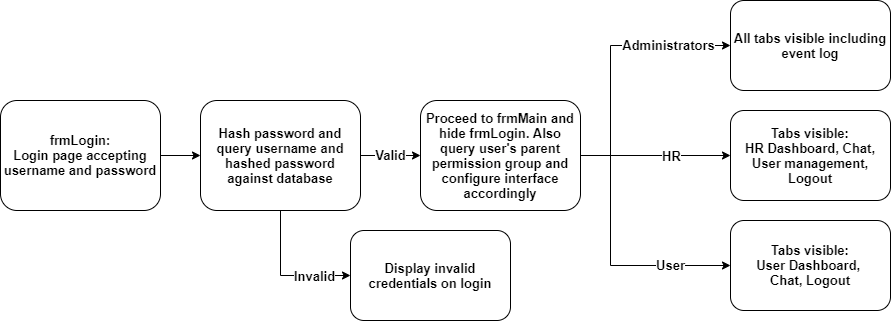 frmLogin:
Login page accepting
username and password
Hash password and
query username and
hashed password
against database
Valid
Invalid
Display invalid
credentials on login
Proceed to frmMain and
hide frmLogin. Also
query user's parent
permission group and
configure interface
accordingly
Administrators
All tabs visible including
event log
HR
Tabs visible:
HR Dashboard, Chat,
User management,
Logout
User
Tabs visible:
User Dashboard,
Chat, Logout